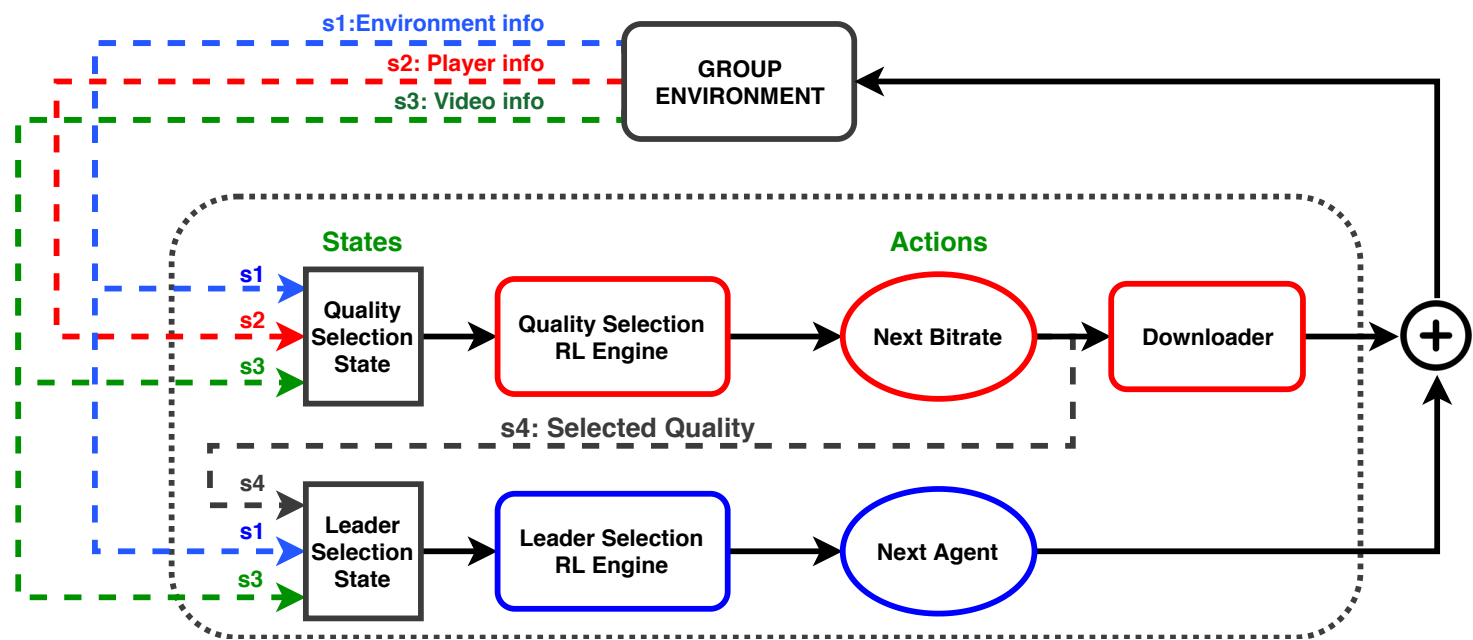 s1:Environment info
s2: Player info
s3: Video info
GROUP
ENVIRONMENT
States
Actions
s1
s2
s3
Quality
Selection
State
Quality Selection
RL Engine
Next Bitrate
Downloader
s4: Selected Quality
s4
s1
s3
Leader
Selection
State
Leader Selection
RL Engine
Next Agent